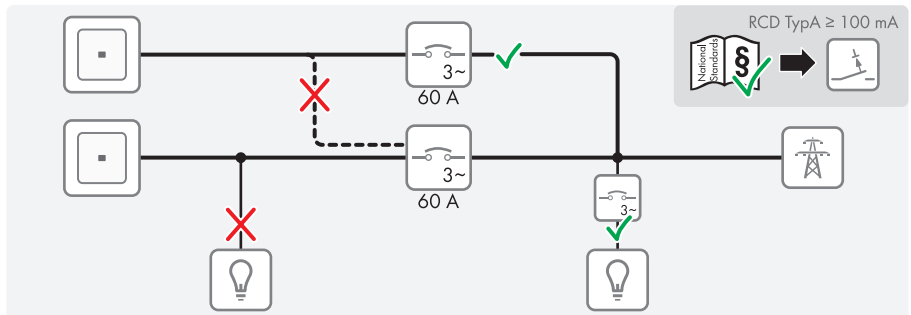 RCD TypA ≥ 100 mA
National
Standards
§
§
3~
60 A
3~
60 A
3~